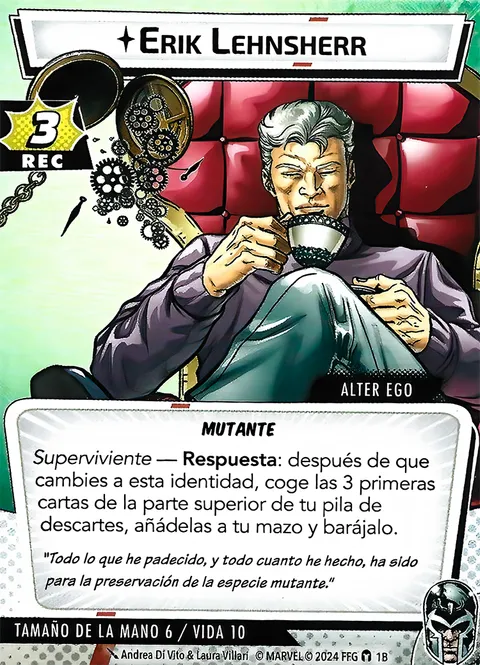 ERIK LEHNSHERR
3
REC
ALTER EGO
MUTANTE
Superviviente — Respuesta: después de que
cambies a esta identidad, coge las 3 primeras
cartas de la parte superior de tu pila de
descartes, añádelas a tu mazo y barájalo.
"Todo lo que he padecido, y todo cuanto he hecho, ha sido
para la preservación de la especie mutante."
TAMAÑO DE LA MANO 6 / VIDA 10
Andrea Di Vito & Laura Villari © MARVEL © 2024 FFG 1B